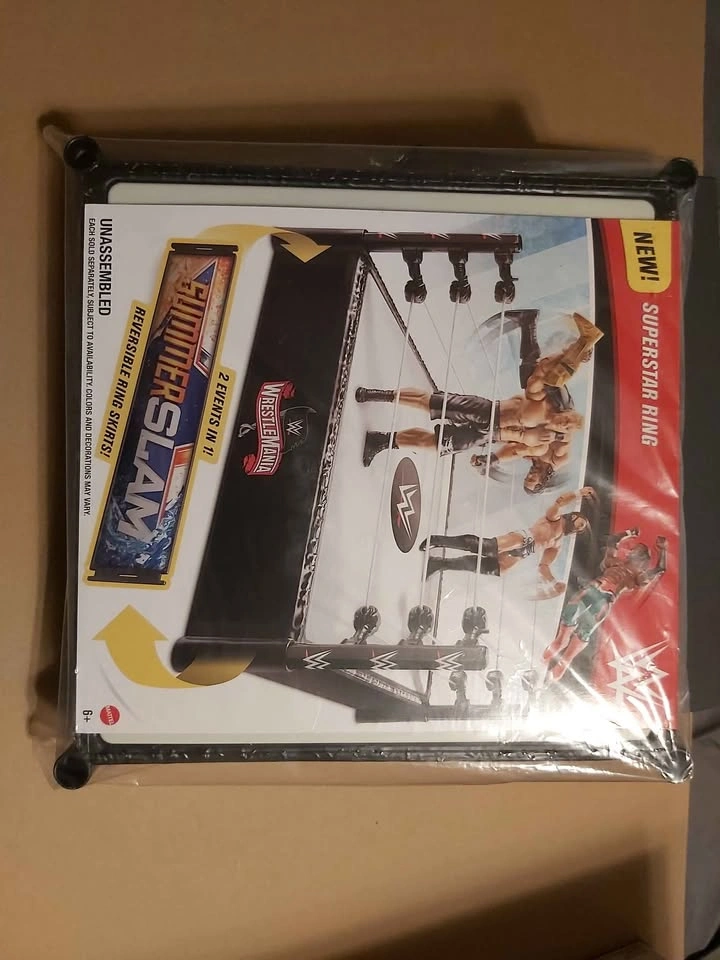 NEW!
SUPERSTAR RING
W
W
WRESTLEMANIA
W
W
W
W
2 EVENTS IN 1!
SUMMERSLAM
REVERSIBLE RING SKIRTS!
UNASSEMBLED
EACH SOLD SEPARATELY, SUBJECT TO AVAILABILITY. COLORS AND DECORATIONS MAY VARY.
MATTEL
6+